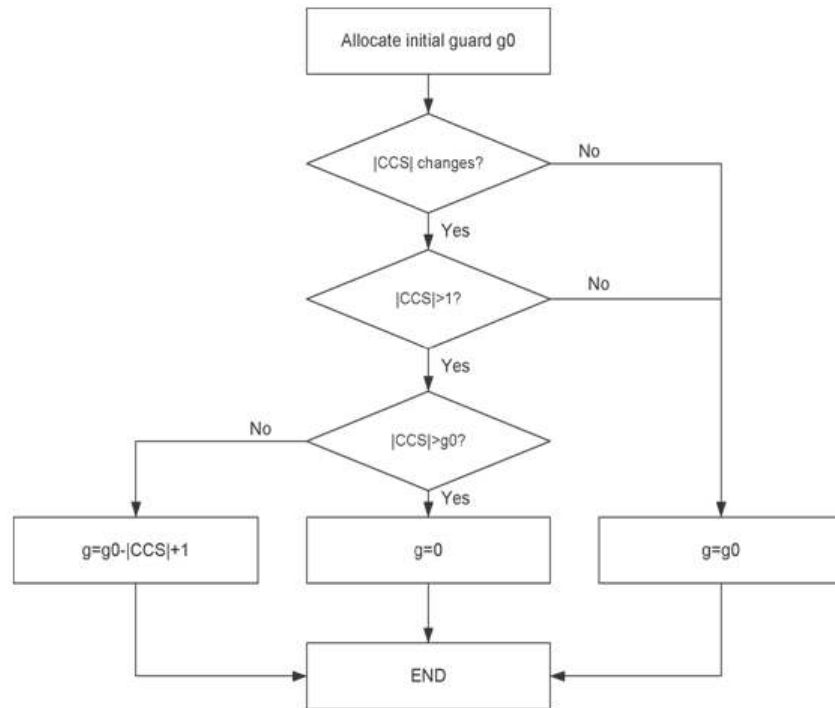 Allocate initial guard g0
|CCS| changes?
No
Yes
|CCS|>1?
No
Yes
|CCS|>g0?
No
Yes
g=g0-|CCS|+1
g=0
g=g0
END